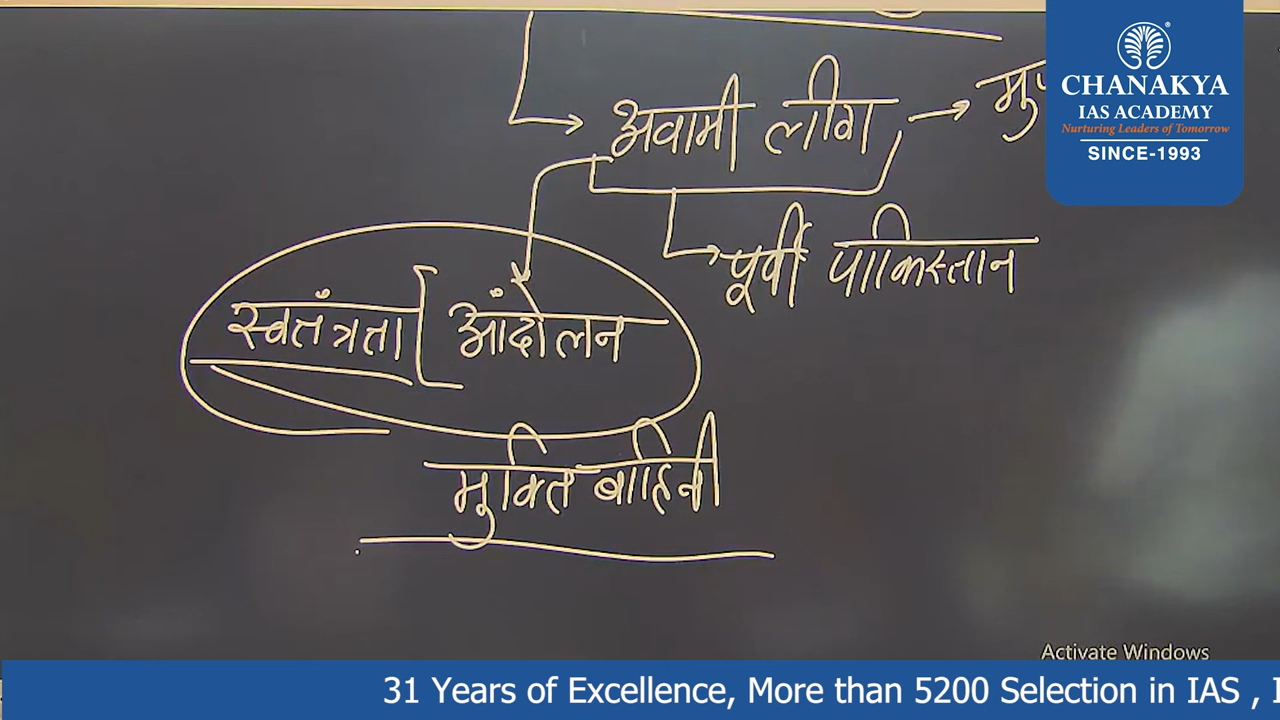 अवामी लीग
पूर्वी पाकिस्तान
स्वतंत्रता आंदोलन
मुक्ति बाहिनी
CHANAKYA
IAS ACADEMY
Nurturing Leaders of Tomorrow
SINCE-1993
Activate Windows
31 Years of Excellence, More than 5200 Selection in IAS ,